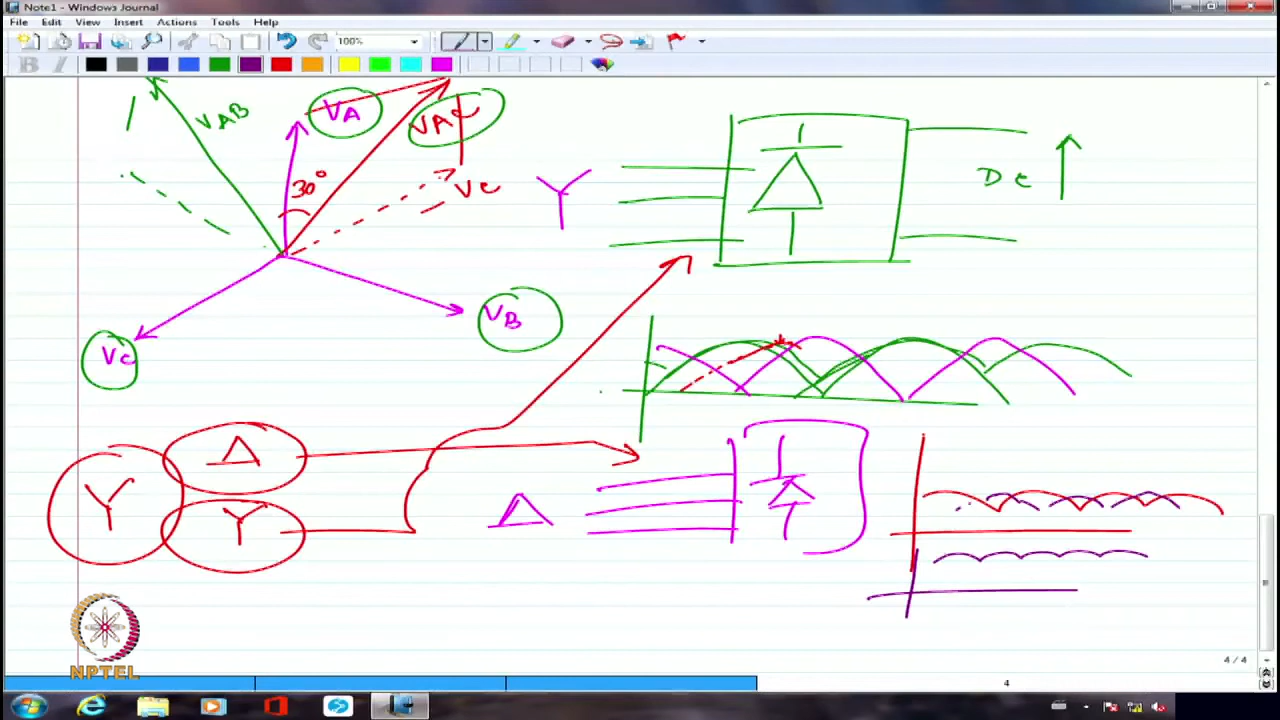 Note1 - Windows Journal
File Edit View Insert Actions Tools Help
100%
B I
VAB
VA
VAC
30°
VC
Y
DC
VB
VC
Δ
Y
Y
Δ
NPTEL
4 / 4
4